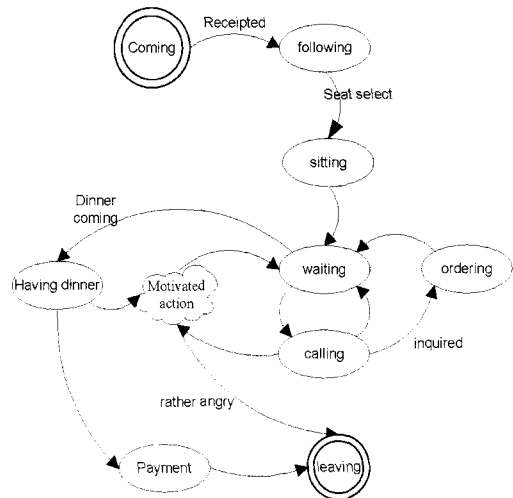 Coming
Receipted
following
Seat select
sitting
Dinner
coming
waiting
ordering
Having dinner
Motivated
action
calling
inquired
rather angry
Payment
leaving